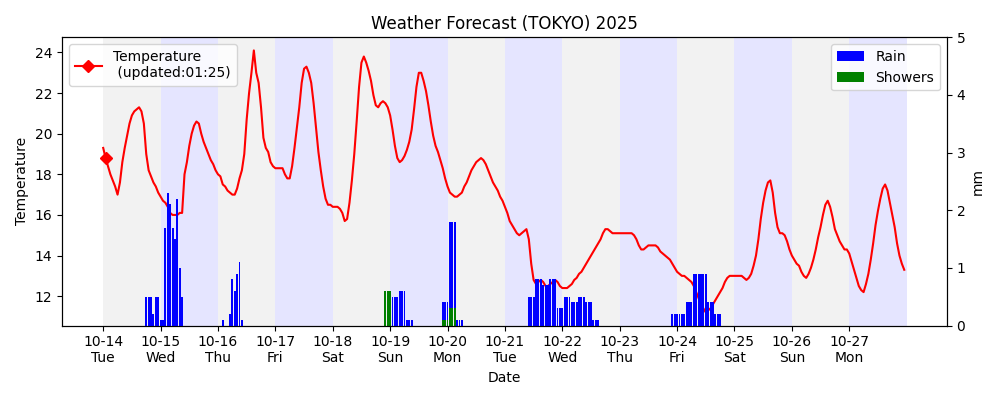 Weather Forecast (TOKYO) 2025
Temperature
(updated:01:25)
Rain
Showers
24
22
20
18
16
14
12
Temperature
5
4
3
2
1
0
mm
10-14 10-15 10-16 10-17 10-18 10-19 10-20 10-21 10-22 10-23 10-24 10-25 10-26 10-27
Tue Wed Thu Fri Sat Sun Mon Tue Wed Thu Fri Sat Sun Mon
Date